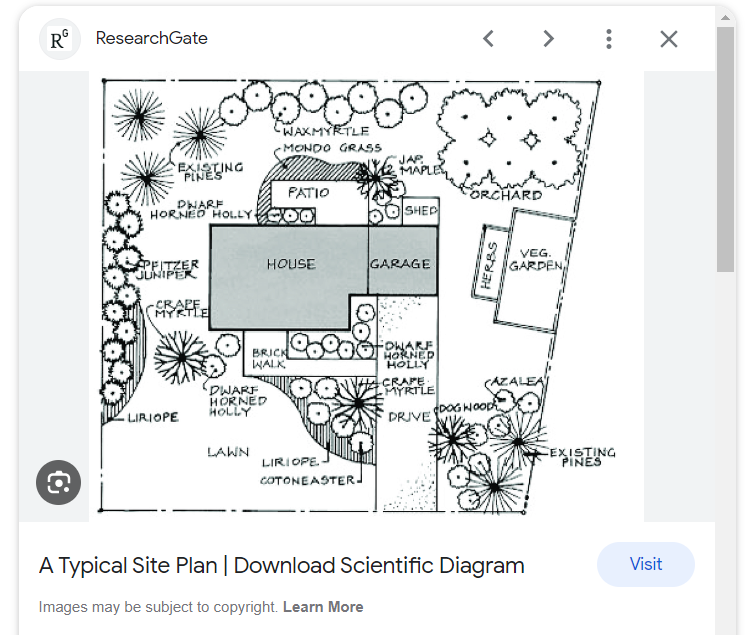 RG
ResearchGate
WAXMYRTLE
MONDO GRASS
EXISTING
PINES
JAP.
MAPLE
PATIO
ORCHARD
DWARF
HORNED HOLLY
SHED
PFITZER
JUNIPER
HOUSE
GARAGE
HERBS
VEG.
GARDEN
CRAPE
MYRTLE
BRICK
WALK
DWARF
HORNED
HOLLY
DWARF
HORNED
HOLLY
CRAPE
MYRTLE
AZALEA
LIRIOPE
DRIVE
DOGWOOD
LAWN
LIRIOPE
EXISTING
PINES
COTONEASTER
A Typical Site Plan | Download Scientific Diagram
Visit
Images may be subject to copyright. Learn More